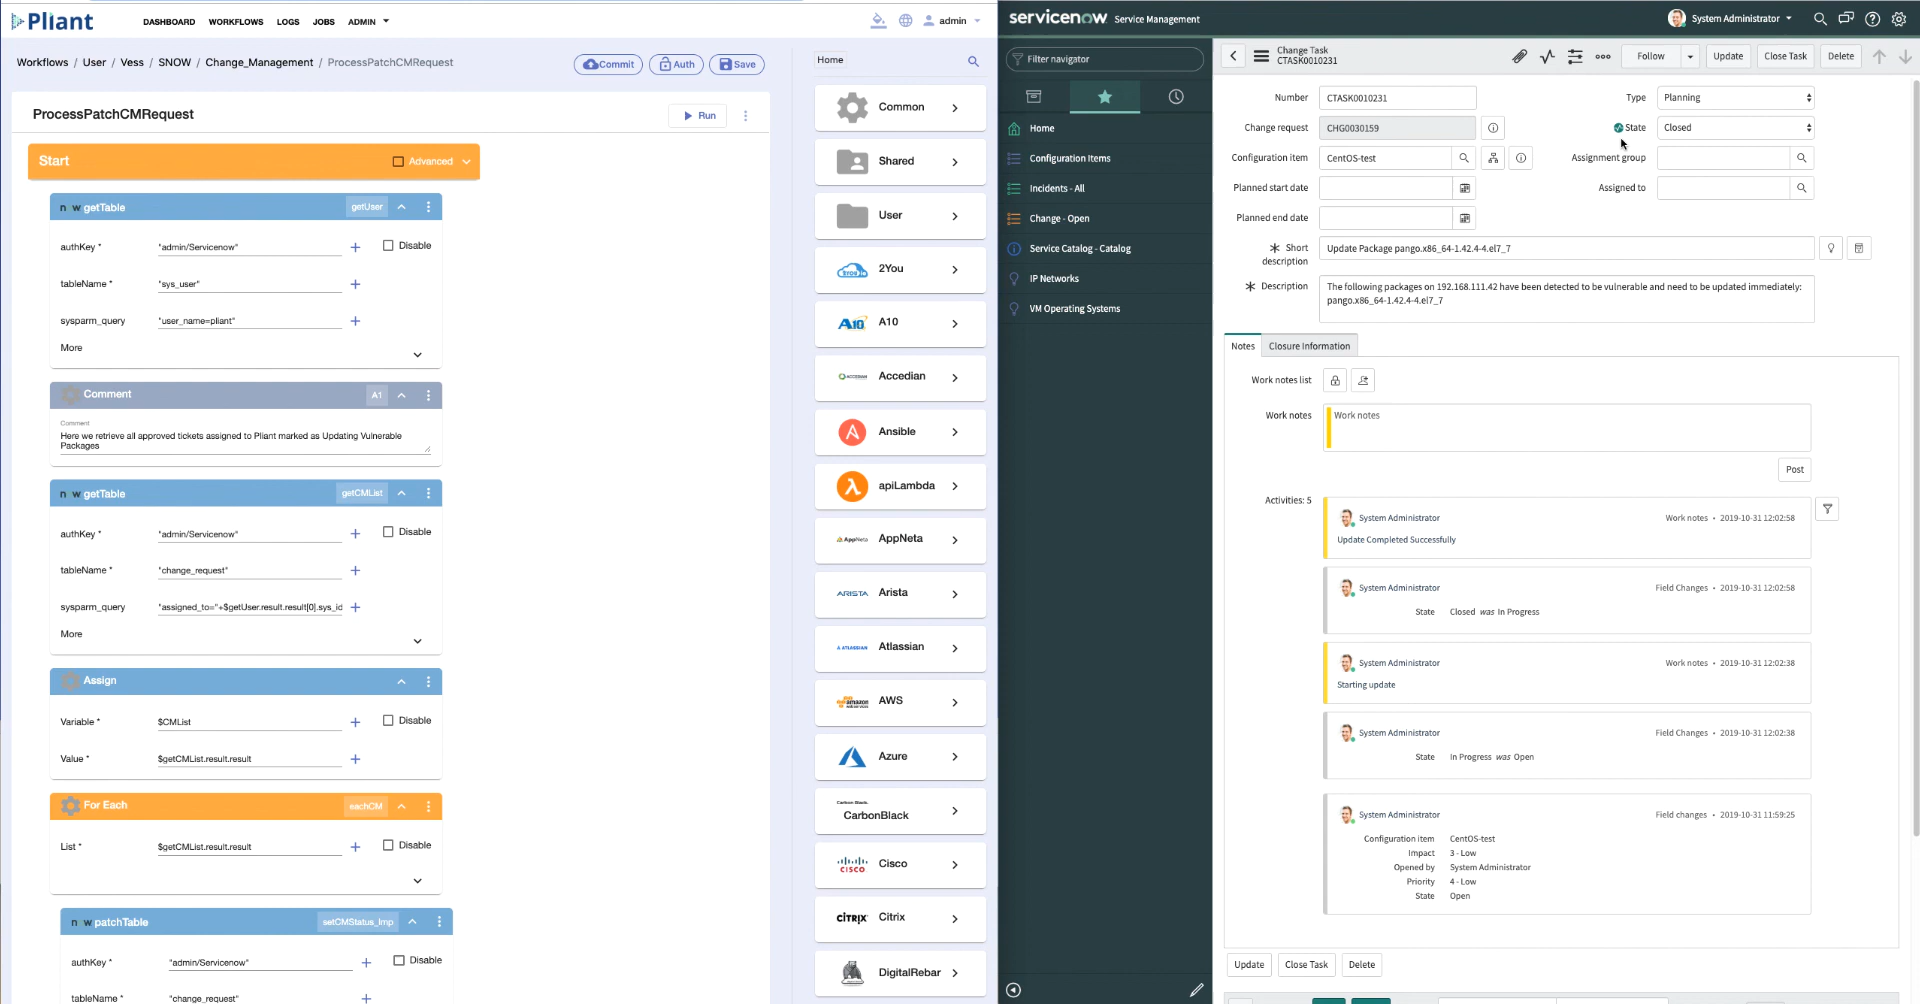 Pliant
DASHBOARD
WORKFLOWS
LOGS
JOBS
ADMIN
admin
Workflows / User / Vess / SNOW / Change_Management / ProcessPatchCMRequest
Commit
Auth
Save
ProcessPatchCMRequest
Run
Start
Advanced
now getTable
getUser
authKey *
"admin/Servicenow"
Disable
tableName *
"sys_user"
sysparm_query
"user_name=pliant"
More
Comment
A1
Comment
Here we retrieve all approved tickets assigned to Pliant marked as Updating Vulnerable
Packages
now getTable
getCMList
authKey *
"admin/Servicenow"
Disable
tableName *
"change_request"
sysparm_query
"assigned_to="+$getUser.result.result[0].sys_id
More
Assign
Variable *
$CMList
Disable
Value *
$getCMList.result.result
For Each
eachCM
List *
$getCMList.result.result
Disable
now patchTable
setCMStatus_Imp
authKey *
"admin/Servicenow"
Disable
tableName *
"change_request"
Home
Common
Shared
User
2You
A10
A10
ACCEDIAN
Accedian
Ansible
apiLambda
AppNeta
AppNeta
ARISTA
Arista
ATLASSIAN
Atlassian
amazon
AWS
Azure
Carbon Black.
CarbonBlack
CISCO
Cisco
CITRIX
Citrix
DigitalRebar
servicenow Service Management
System Administrator
Filter navigator
Home
Configuration Items
Incidents - All
Change - Open
Service Catalog - Catalog
IP Networks
VM Operating Systems
Change Task
CTASK0010231
Follow
Update
Close Task
Delete
Number
CTASK0010231
Type
Planning
Change request
CHG0030159
State
Closed
Configuration item
CentOS-test
Assignment group
Planned start date
Assigned to
Planned end date
Short
description
Update Package pango.x86_64-1.42.4-4.el7_7
Description
The following packages on 192.168.111.42 have been detected to be vulnerable and need to be updated immediately:
pango.x86_64-1.42.4-4.el7_7
Notes
Closure Information
Work notes list
Work notes
Work notes
Post
Activities: 5
System Administrator
Work notes • 2019-10-31 12:02:58
Update Completed Successfully
System Administrator
Field Changes • 2019-10-31 12:02:58
State Closed was In Progress
System Administrator
Work notes • 2019-10-31 12:02:38
Starting update
System Administrator
Field Changes • 2019-10-31 12:02:38
State In Progress was Open
System Administrator
Field changes • 2019-10-31 11:59:25
Configuration item CentOS-test
Impact 3 - Low
Opened by System Administrator
Priority 4 - Low
State Open
Update
Close Task
Delete